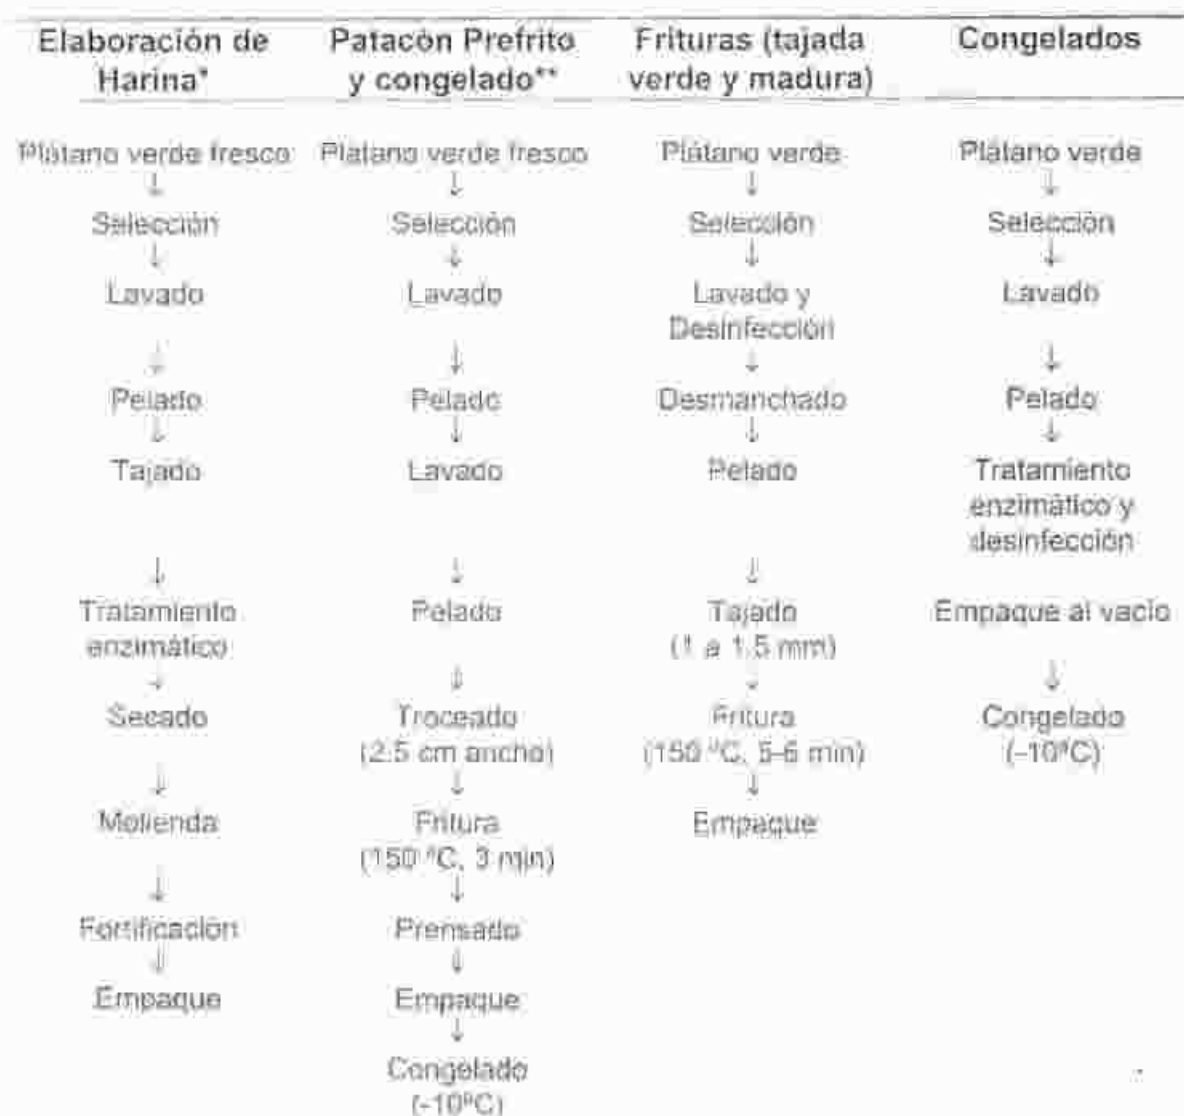 Elaboración de
Harina*
Patacòn Prefrito
y congelado**
Frituras (tajada
verde y madura)
Congelados
Plátano verde fresco
↓
Selección
↓
Lavado
↓
Pelado
↓
Tajado
↓
Tratamiento
enzimático
↓
Secado
↓
Molienda
↓
Fortificación
↓
Empaque
Plátano verde fresco
↓
Selección
↓
Lavado
↓
Pelado
↓
Lavado
↓
Pelado
↓
Troceado
(2.5 cm ancho)
↓
Fritura
(150 ºC, 3 min)
↓
Prensado
↓
Empaque
↓
Congelado
(-10ºC)
Plátano verde
↓
Selección
↓
Lavado y
Desinfección
↓
Desmanchado
↓
Pelado
↓
Tajado
(1 a 1.5 mm)
↓
Fritura
(150 ºC, 5-6 min)
↓
Empaque
Plátano verde
↓
Selección
↓
Lavado
↓
Pelado
↓
Tratamiento
enzimático y
desinfección
Empaque al vacío
↓
Congelado
(-10ºC)